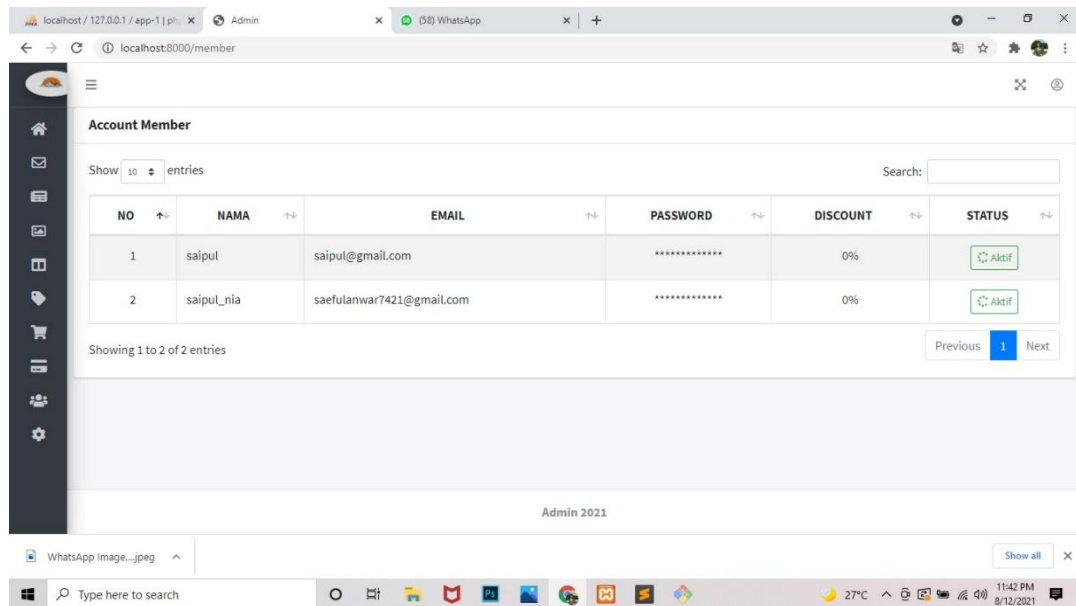 localhost / 127.0.0.1 / app-1 | ph
Admin
(58) WhatsApp
localhost:8000/member
Account Member
Show 10 entries
Search:
NO NAMA EMAIL PASSWORD DISCOUNT STATUS
1 saipul saipul@gmail.com ************* 0% Aktif
2 saipul_nia saefulanwar7421@gmail.com ************* 0% Aktif
Showing 1 to 2 of 2 entries
Previous 1 Next
Admin 2021
WhatsApp Image....jpeg
Show all
Type here to search
Ps
27°C
11:42 PM
8/12/2021